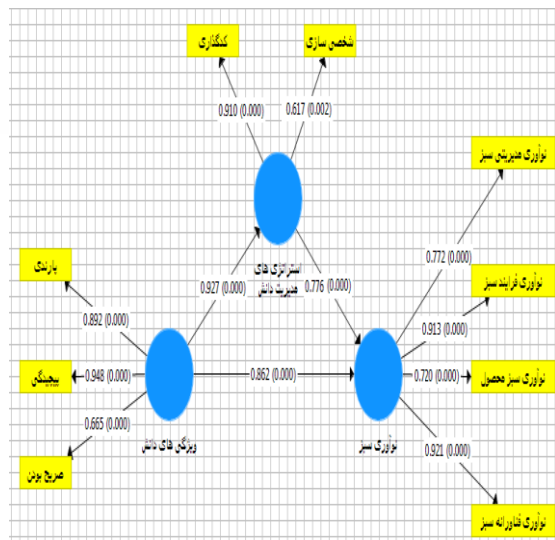 کدگذاری
شخصی سازی
0.910 (0.000)
0.617 (0.002)
نوآوری مدیریتی سبز
استراتژی های
مدیریت دانش
0.772 (0.000)
پارندی
0.927 (0.000)
0.776 (0.000)
نوآوری فرایند سبز
0.892 (0.000)
0.913 (0.000)
پیچیدگی
0.948 (0.000)
0.862 (0.000)
0.720 (0.000)
نوآوری سبز محصول
0.665 (0.000)
ویژگی های دانش
نوآوری سبز
0.921 (0.000)
صریح بودن
نوآوری فناورانه سبز